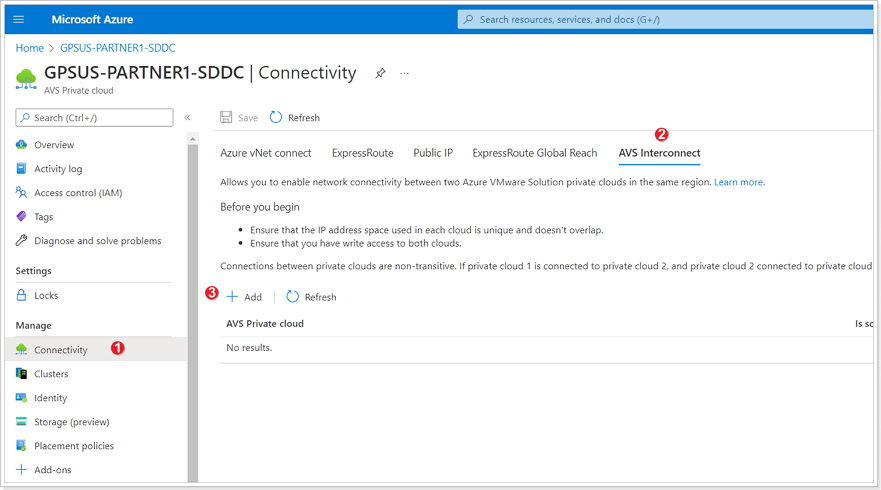 Microsoft Azure
Search resources, services, and docs (G+/)
Home > GPSUS-PARTNER1-SDDC
GPSUS-PARTNER1-SDDC | Connectivity
...
AVS Private cloud
Search (Ctrl+/)
«
Save
Refresh
Overview
Activity log
Access control (IAM)
Tags
Diagnose and solve problems
Settings
Locks
Manage
Connectivity
1
Clusters
Identity
Storage (preview)
Placement policies
Add-ons
2
Azure vNet connect ExpressRoute Public IP ExpressRoute Global Reach AVS Interconnect
Allows you to enable network connectivity between two Azure VMware Solution private clouds in the same region. Learn more.
Before you begin
• Ensure that the IP address space used in each cloud is unique and doesn't overlap.
• Ensure that you have write access to both clouds.
Connections between private clouds are non-transitive. If private cloud 1 is connected to private cloud 2, and private cloud 2 connected to private cloud
3
Add
Refresh
AVS Private cloud Is sc
No results.